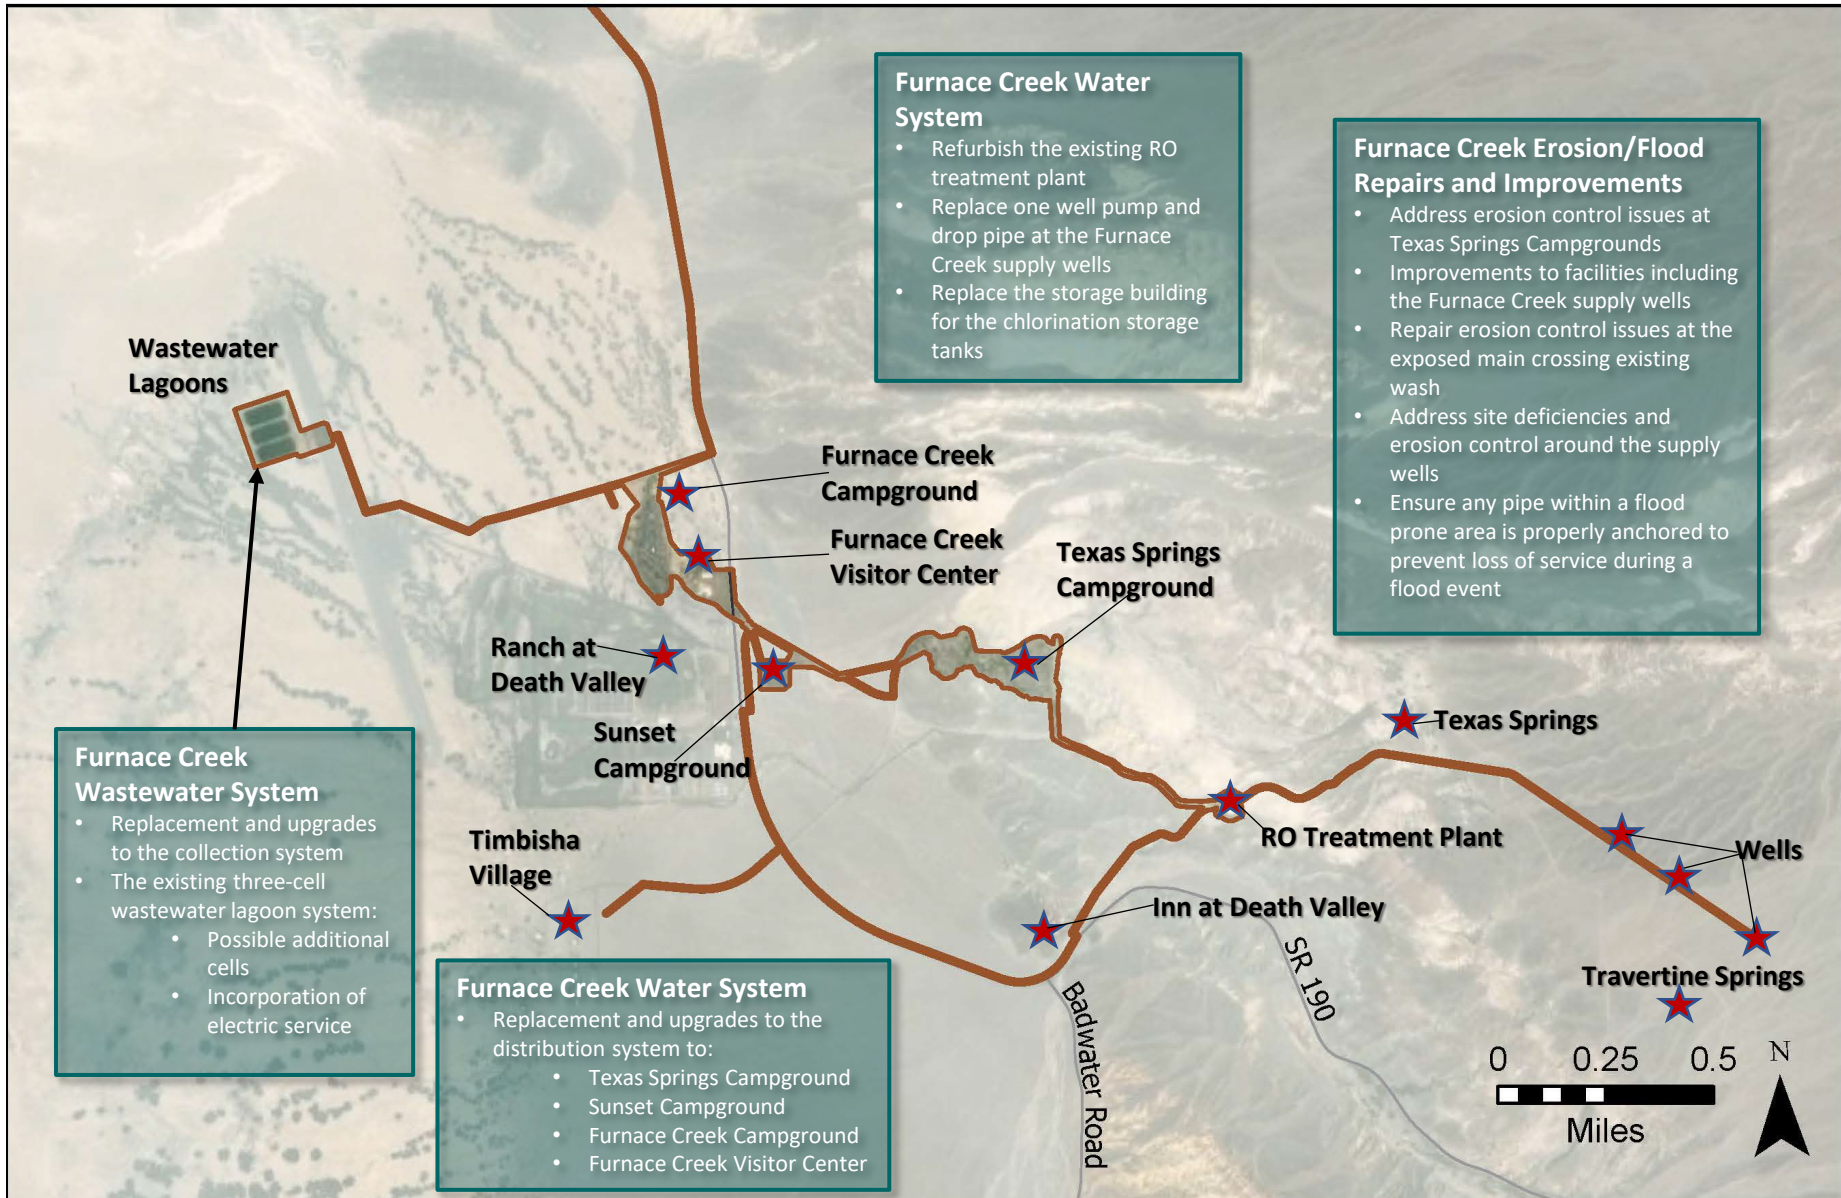 Furnace Creek Water
System
• Refurbish the existing RO
treatment plant
• Replace one well pump and
drop pipe at the Furnace
Creek supply wells
• Replace the storage building
for the chlorination storage
tanks
Furnace Creek Erosion/Flood
Repairs and Improvements
• Address erosion control issues at
Texas Springs Campgrounds
• Improvements to facilities including
the Furnace Creek supply wells
• Repair erosion control issues at the
exposed main crossing existing
wash
• Address site deficiencies and
erosion control around the supply
wells
• Ensure any pipe within a flood
prone area is properly anchored to
prevent loss of service during a
flood event
Wastewater
Lagoons
Furnace Creek
Campground
Furnace Creek
Visitor Center
Texas Springs
Campground
Ranch at
Death Valley
Sunset
Campground
Texas Springs
RO Treatment Plant
Wells
Timbisha
Village
Inn at Death Valley
Travertine Springs
SR 190
Badwater Road
Furnace Creek
Wastewater System
• Replacement and upgrades
to the collection system
• The existing three-cell
wastewater lagoon system:
• Possible additional
cells
• Incorporation of
electric service
Furnace Creek Water System
• Replacement and upgrades to the
distribution system to:
• Texas Springs Campground
• Sunset Campground
• Furnace Creek Campground
• Furnace Creek Visitor Center
0 0.25 0.5
Miles
N